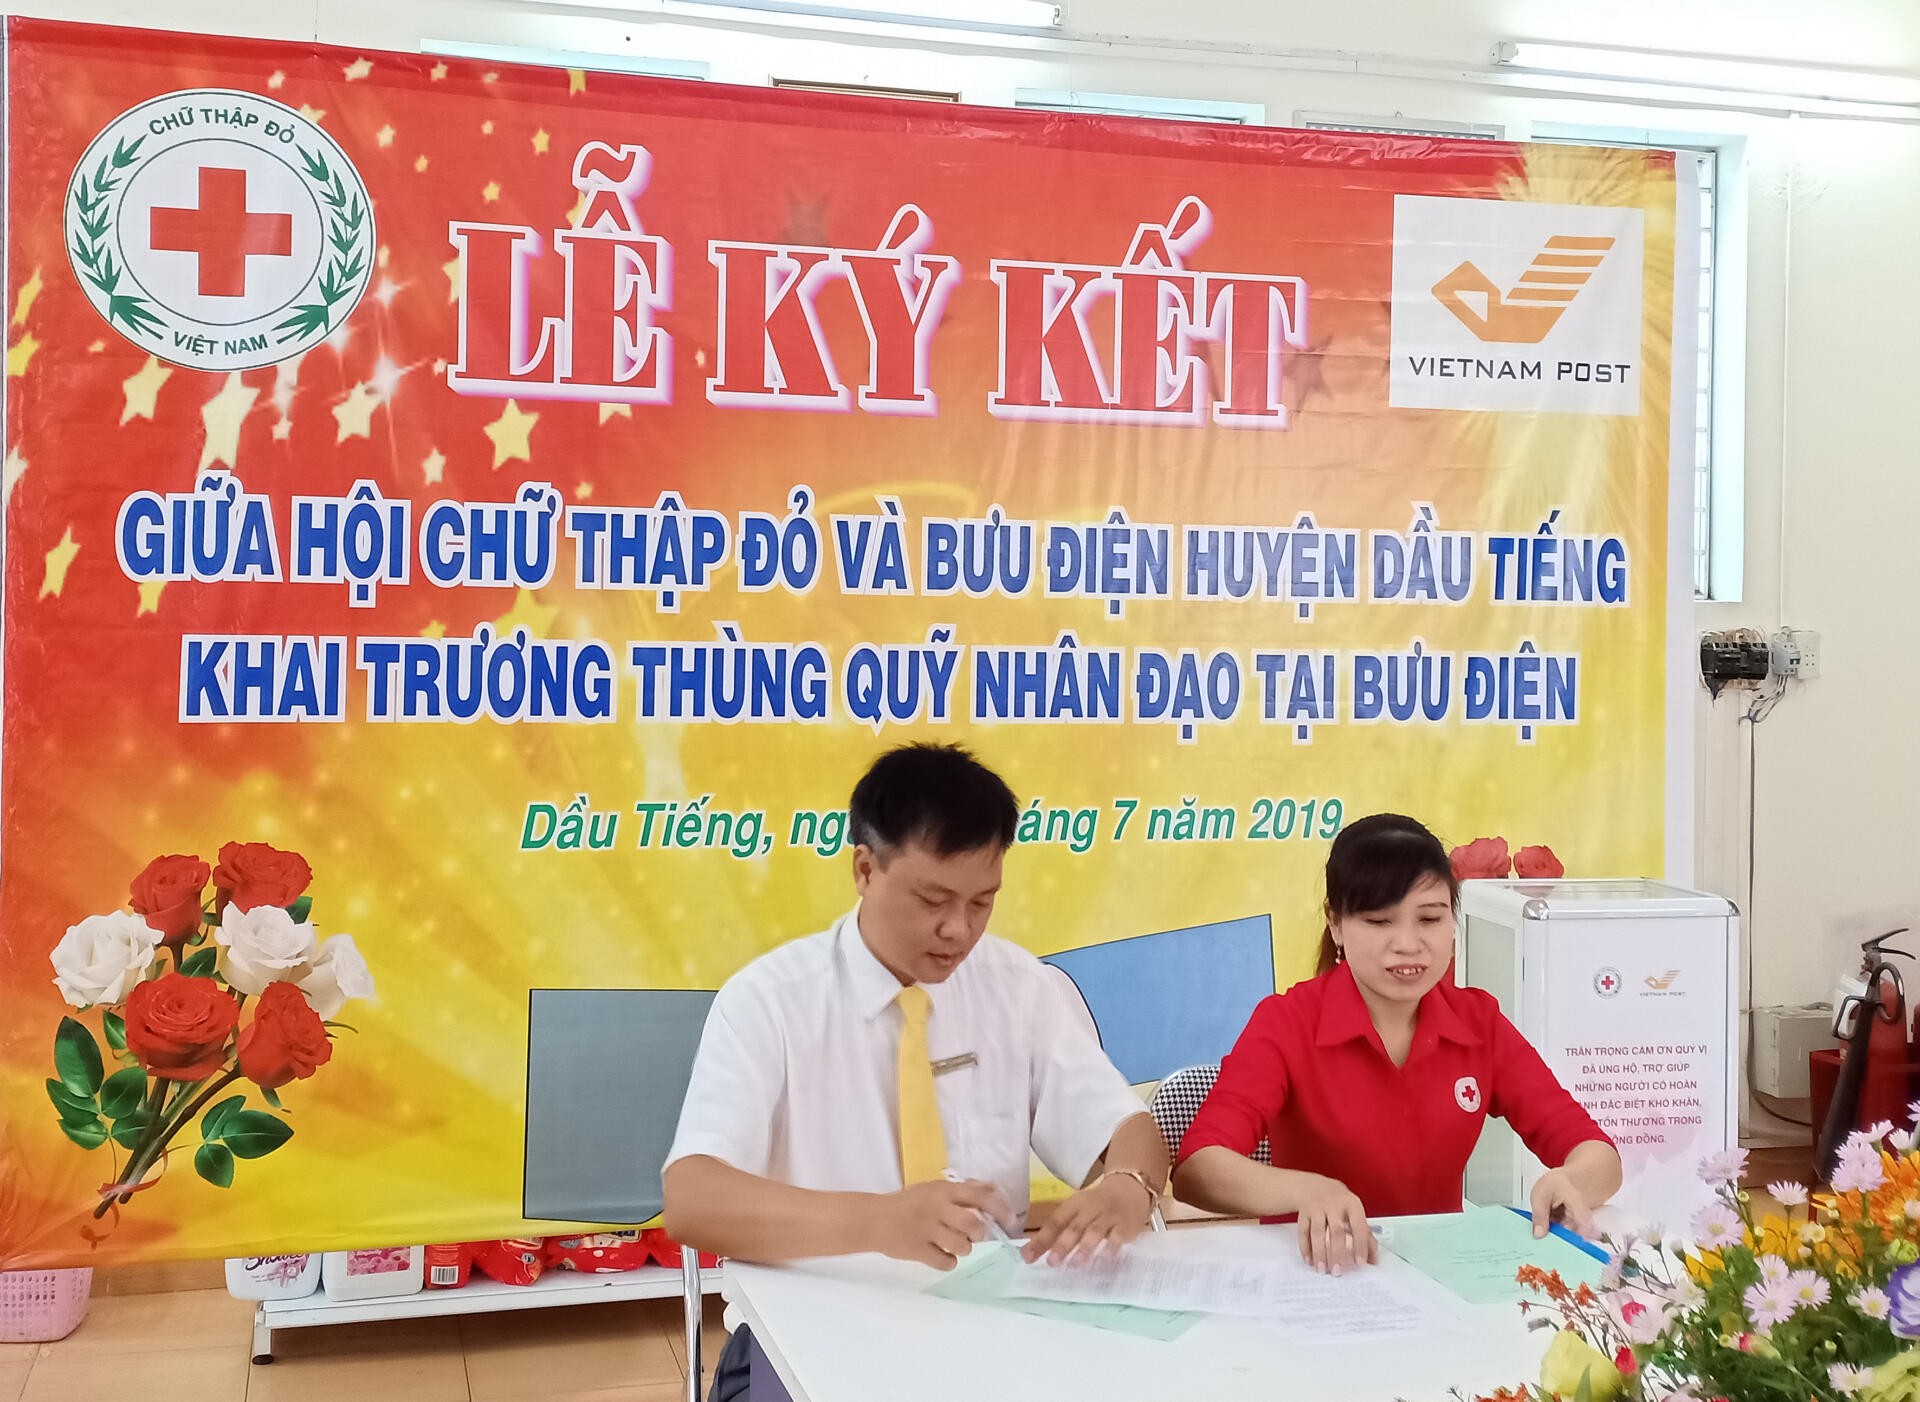 CHỮ THẬP ĐỎ
VIỆT NAM
LỄ KÝ KẾT
VIETNAM POST
GIỮA HỘI CHỮ THẬP ĐỎ VÀ BƯU ĐIỆN HUYỆN DẦU TIẾNG
KHAI TRƯƠNG THÙNG QUỸ NHÂN ĐẠO TẠI BƯU ĐIỆN
Dầu Tiếng, 7 năm 2019
VIETNAM POST
TRÂN TRỌNG CẢM ƠN QUÝ VỊ
ĐÃ ỦNG HỘ, TRỢ GIÚP
NHỮNG NGƯỜI CÓ HOÀN
ĐẶC BIỆT KHÓ KHĂN,
TỔN THƯƠNG TRONG
ĐỒNG.